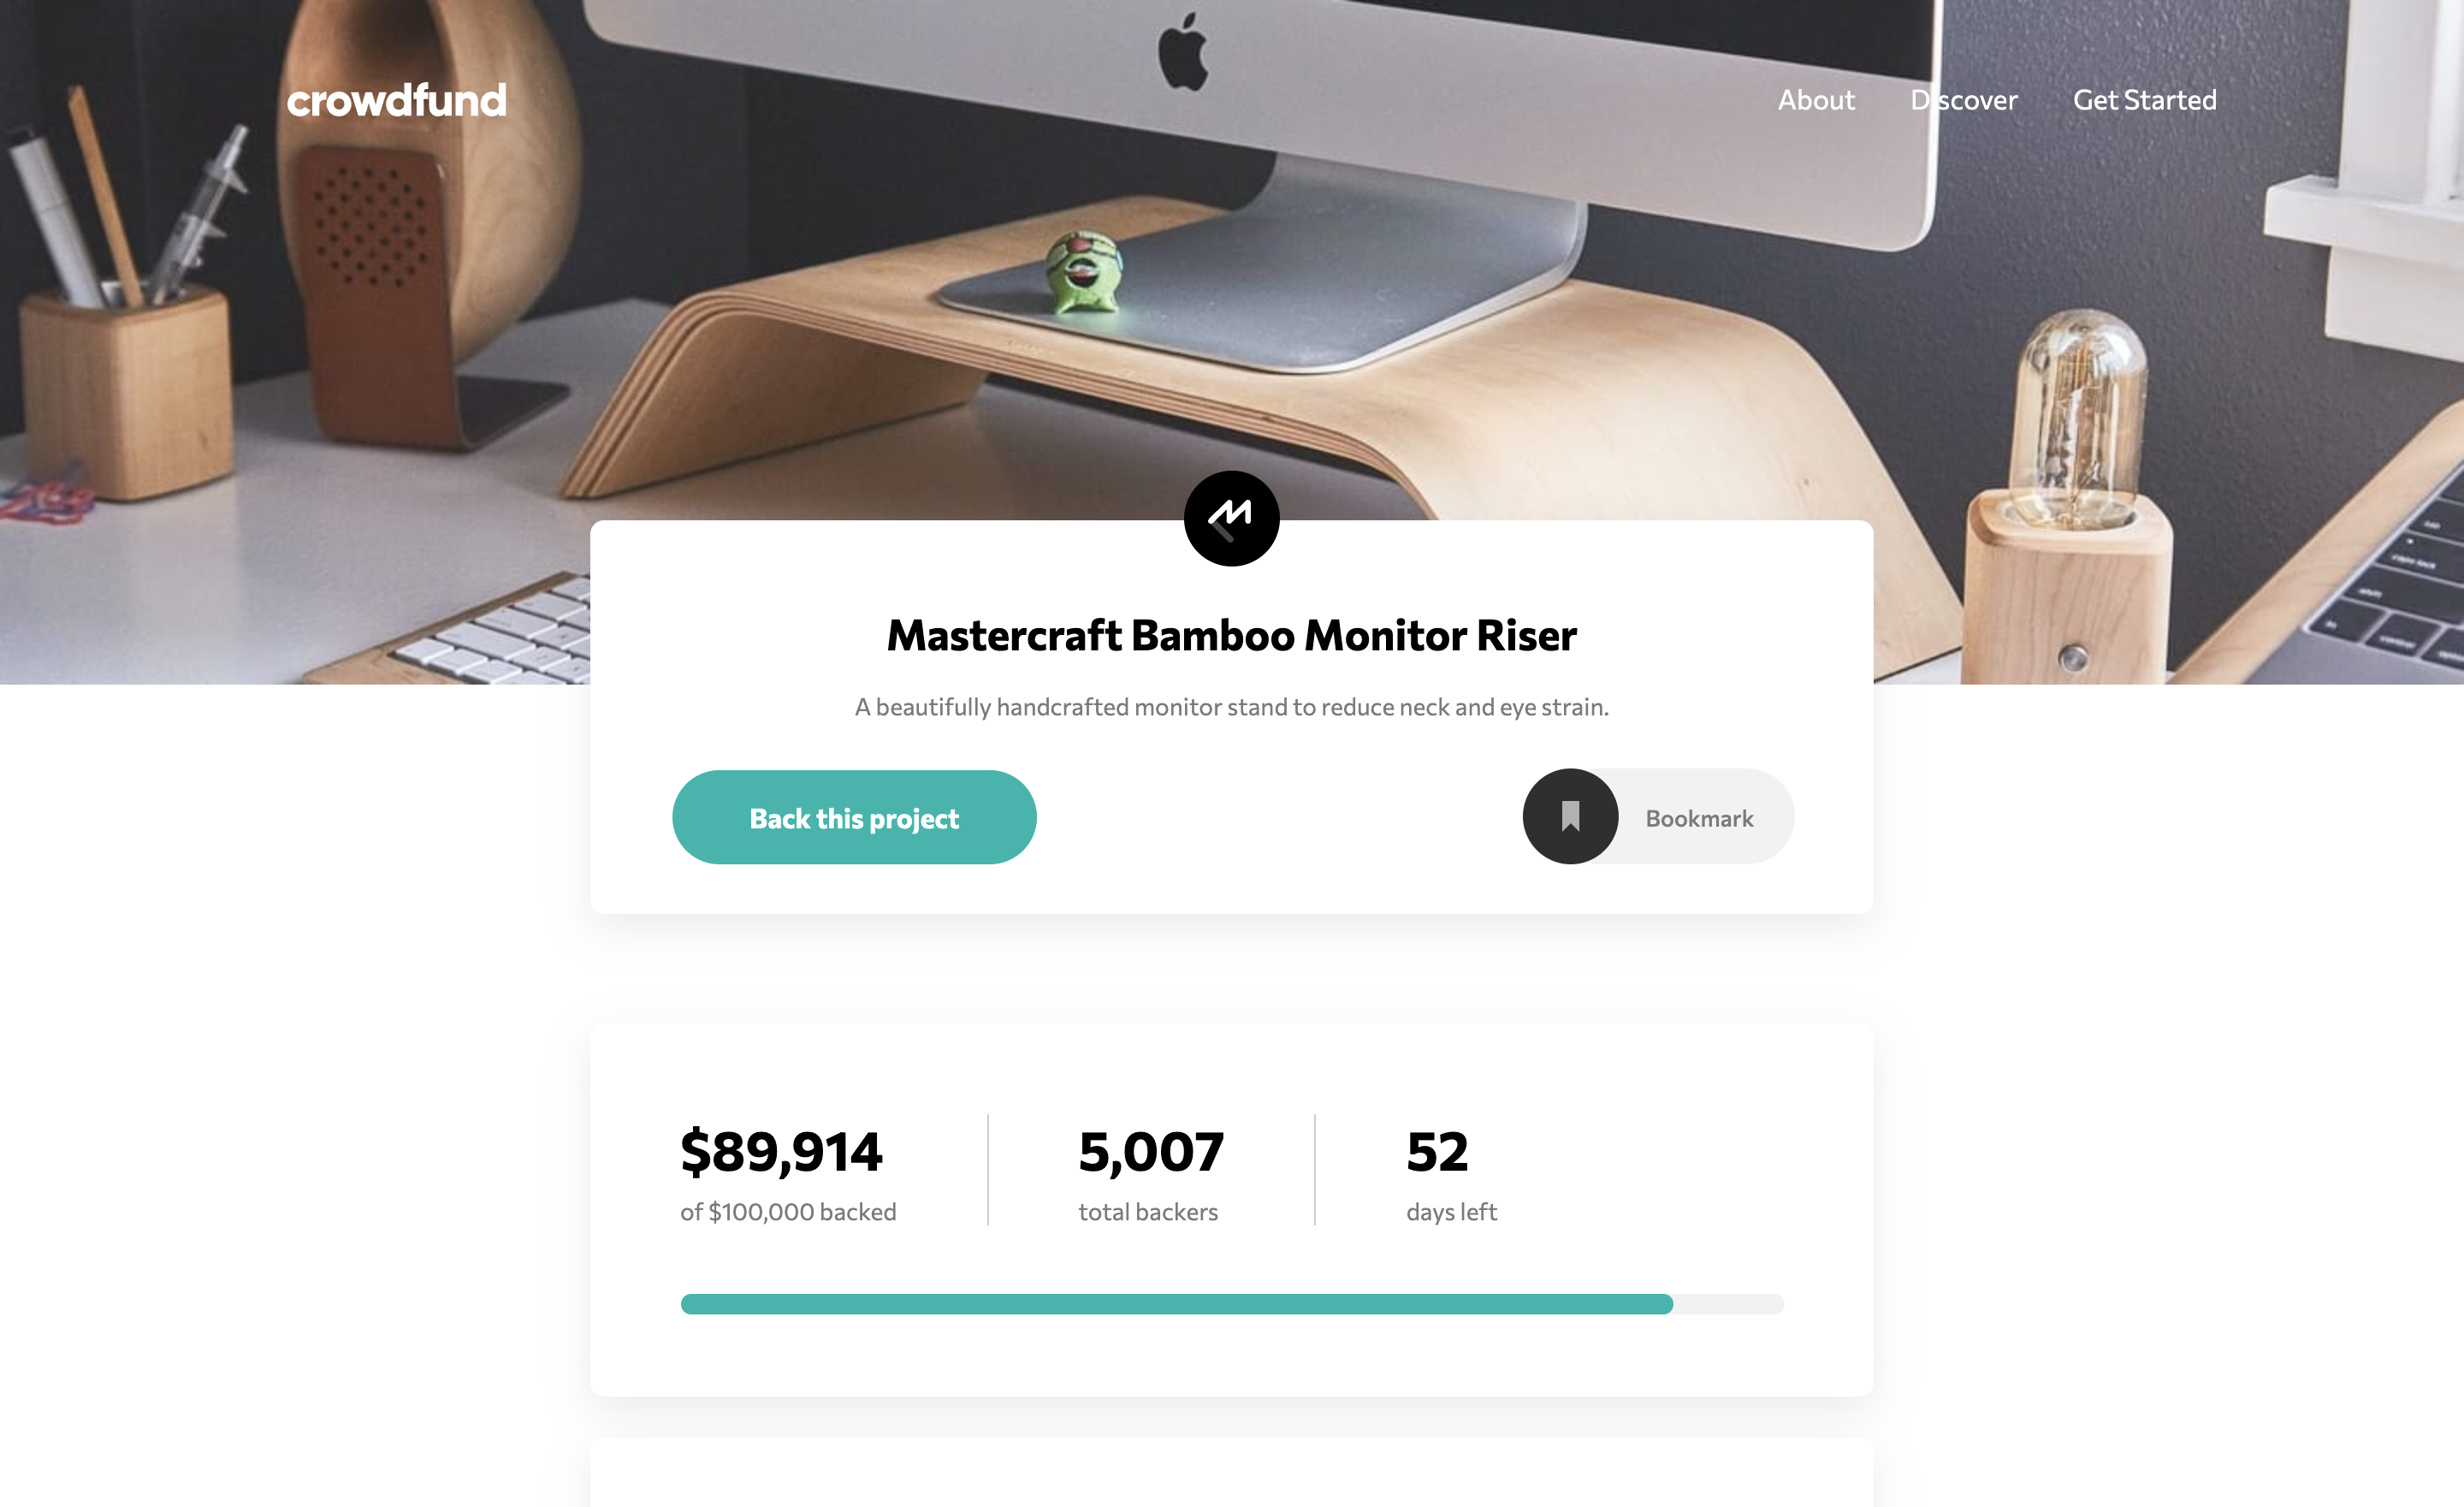 crowdfund
About Discover Get Started
Mastercraft Bamboo Monitor Riser
A beautifully handcrafted monitor stand to reduce neck and eye strain.
Back this project
Bookmark
$89,914
of $100,000 backed
5,007
total backers
52
days left